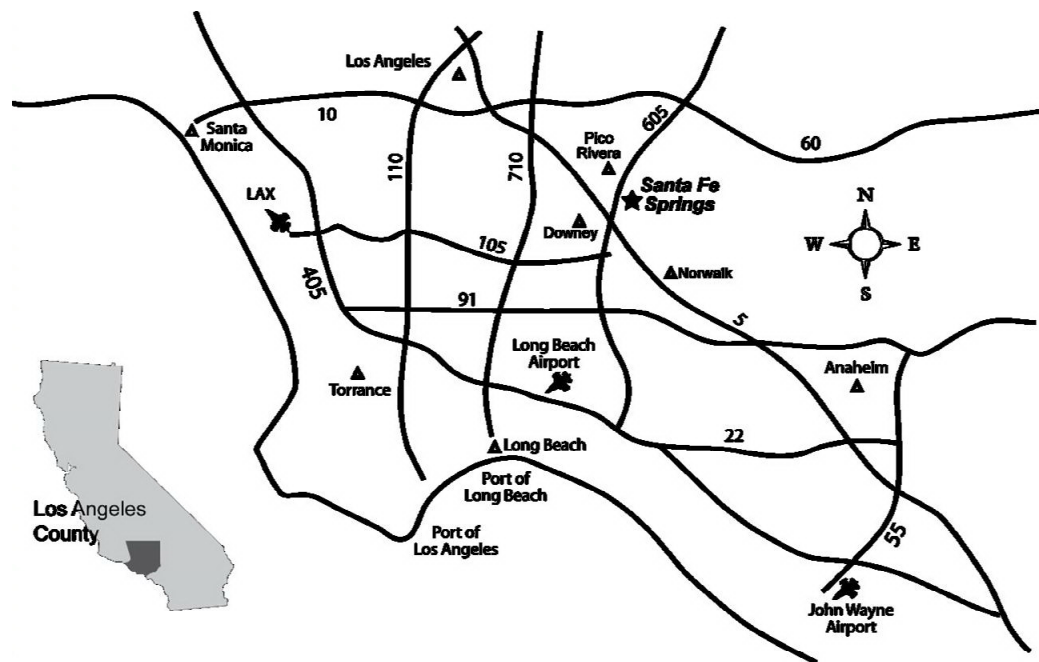 Los Angeles
10
Santa
Monica
110
710
605
Pico
Rivera
60
Santa Fe
Springs
LAX
Downey
105
N
W
E
S
405
Norwalk
91
5
Long Beach
Airport
Torrance
Anaheim
Long Beach
22
Port of
Long Beach
Port of
Los Angeles
55
Los Angeles
County
John Wayne
Airport